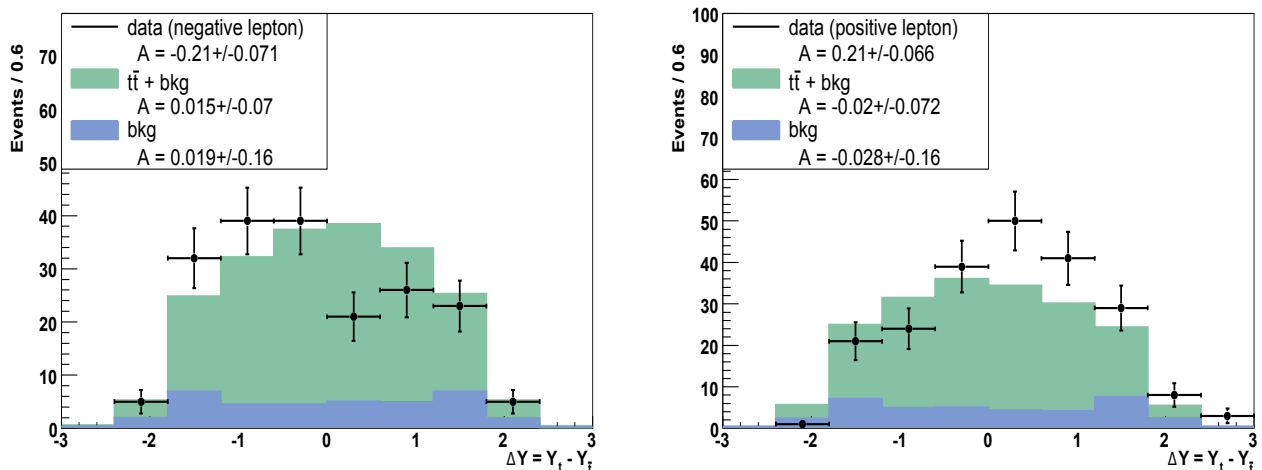 data (negative lepton)
A = -0.21+/-0.071
tt̄ + bkg
A = 0.015+/-0.07
bkg
A = 0.019+/-0.16
Events / 0.6
70
60
50
40
30
20
10
0
-3 -2 -1 0 1 2 3
ΔY = Y_t - Y_t̄
data (positive lepton)
A = 0.21+/-0.066
tt̄ + bkg
A = -0.02+/-0.072
bkg
A = -0.028+/-0.16
Events / 0.6
100
90
80
70
60
50
40
30
20
10
0
-3 -2 -1 0 1 2 3
ΔY = Y_t - Y_t̄